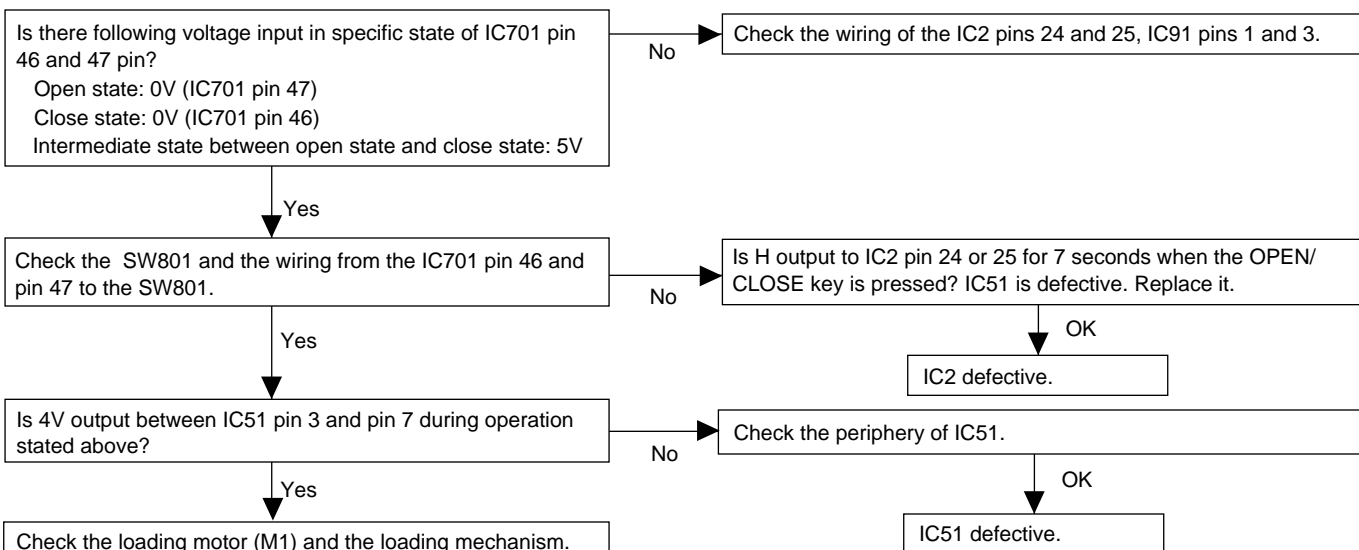 Is there following voltage input in specific state of IC701 pin
46 and 47 pin?
Open state: 0V (IC701 pin 47)
Close state: 0V (IC701 pin 46)
Intermediate state between open state and close state: 5V
No
Check the wiring of the IC2 pins 24 and 25, IC91 pins 1 and 3.
Yes
Check the SW801 and the wiring from the IC701 pin 46 and
pin 47 to the SW801.
No
Is H output to IC2 pin 24 or 25 for 7 seconds when the OPEN/
CLOSE key is pressed? IC51 is defective. Replace it.
Yes
OK
IC2 defective.
Is 4V output between IC51 pin 3 and pin 7 during operation
stated above?
No
Check the periphery of IC51.
Yes
OK
Check the loading motor (M1) and the loading mechanism.
IC51 defective.